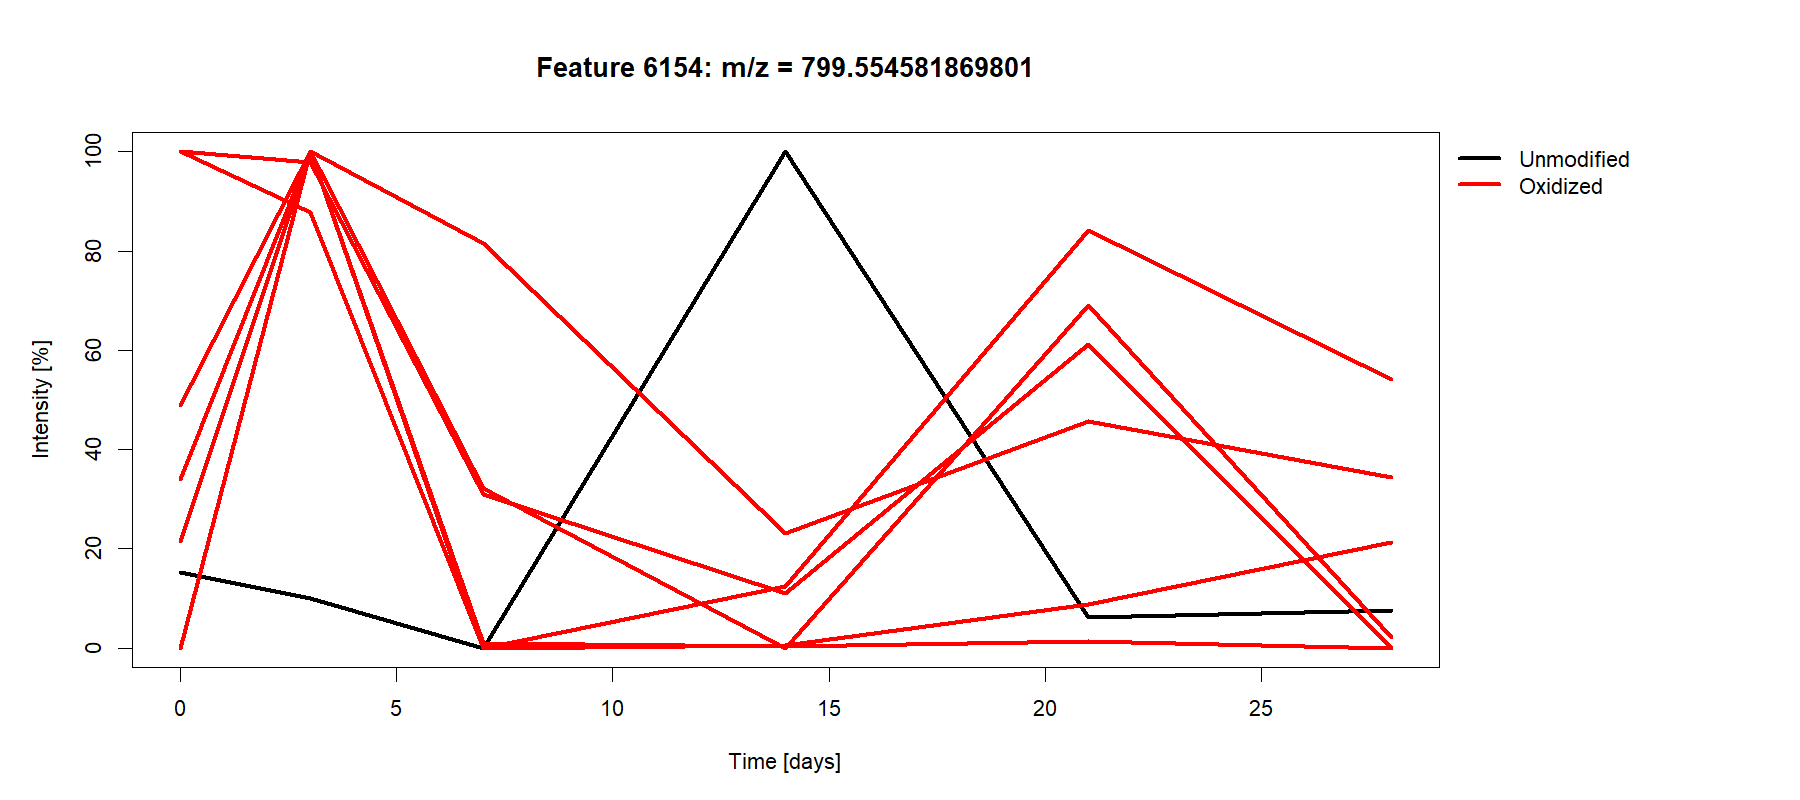 Feature 6154: m/z = 799.554581869801
Unmodified
Oxidized
Intensity [%]
100
80
60
40
20
0
0 5 10 15 20 25
Time [days]